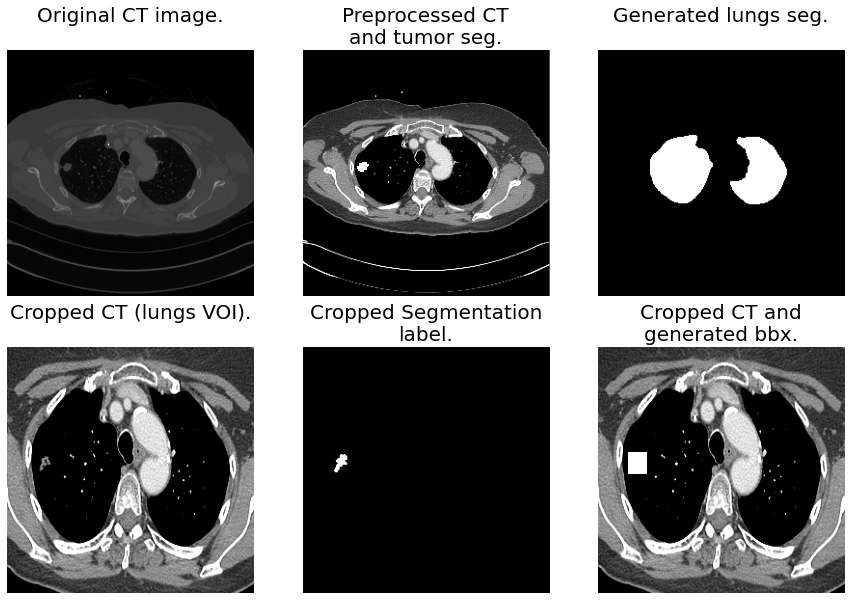 Original CT image.
Preprocessed CT
and tumor seg.
Generated lungs seg.
Cropped CT (lungs VOI).
Cropped Segmentation
label.
Cropped CT and
generated bbx.